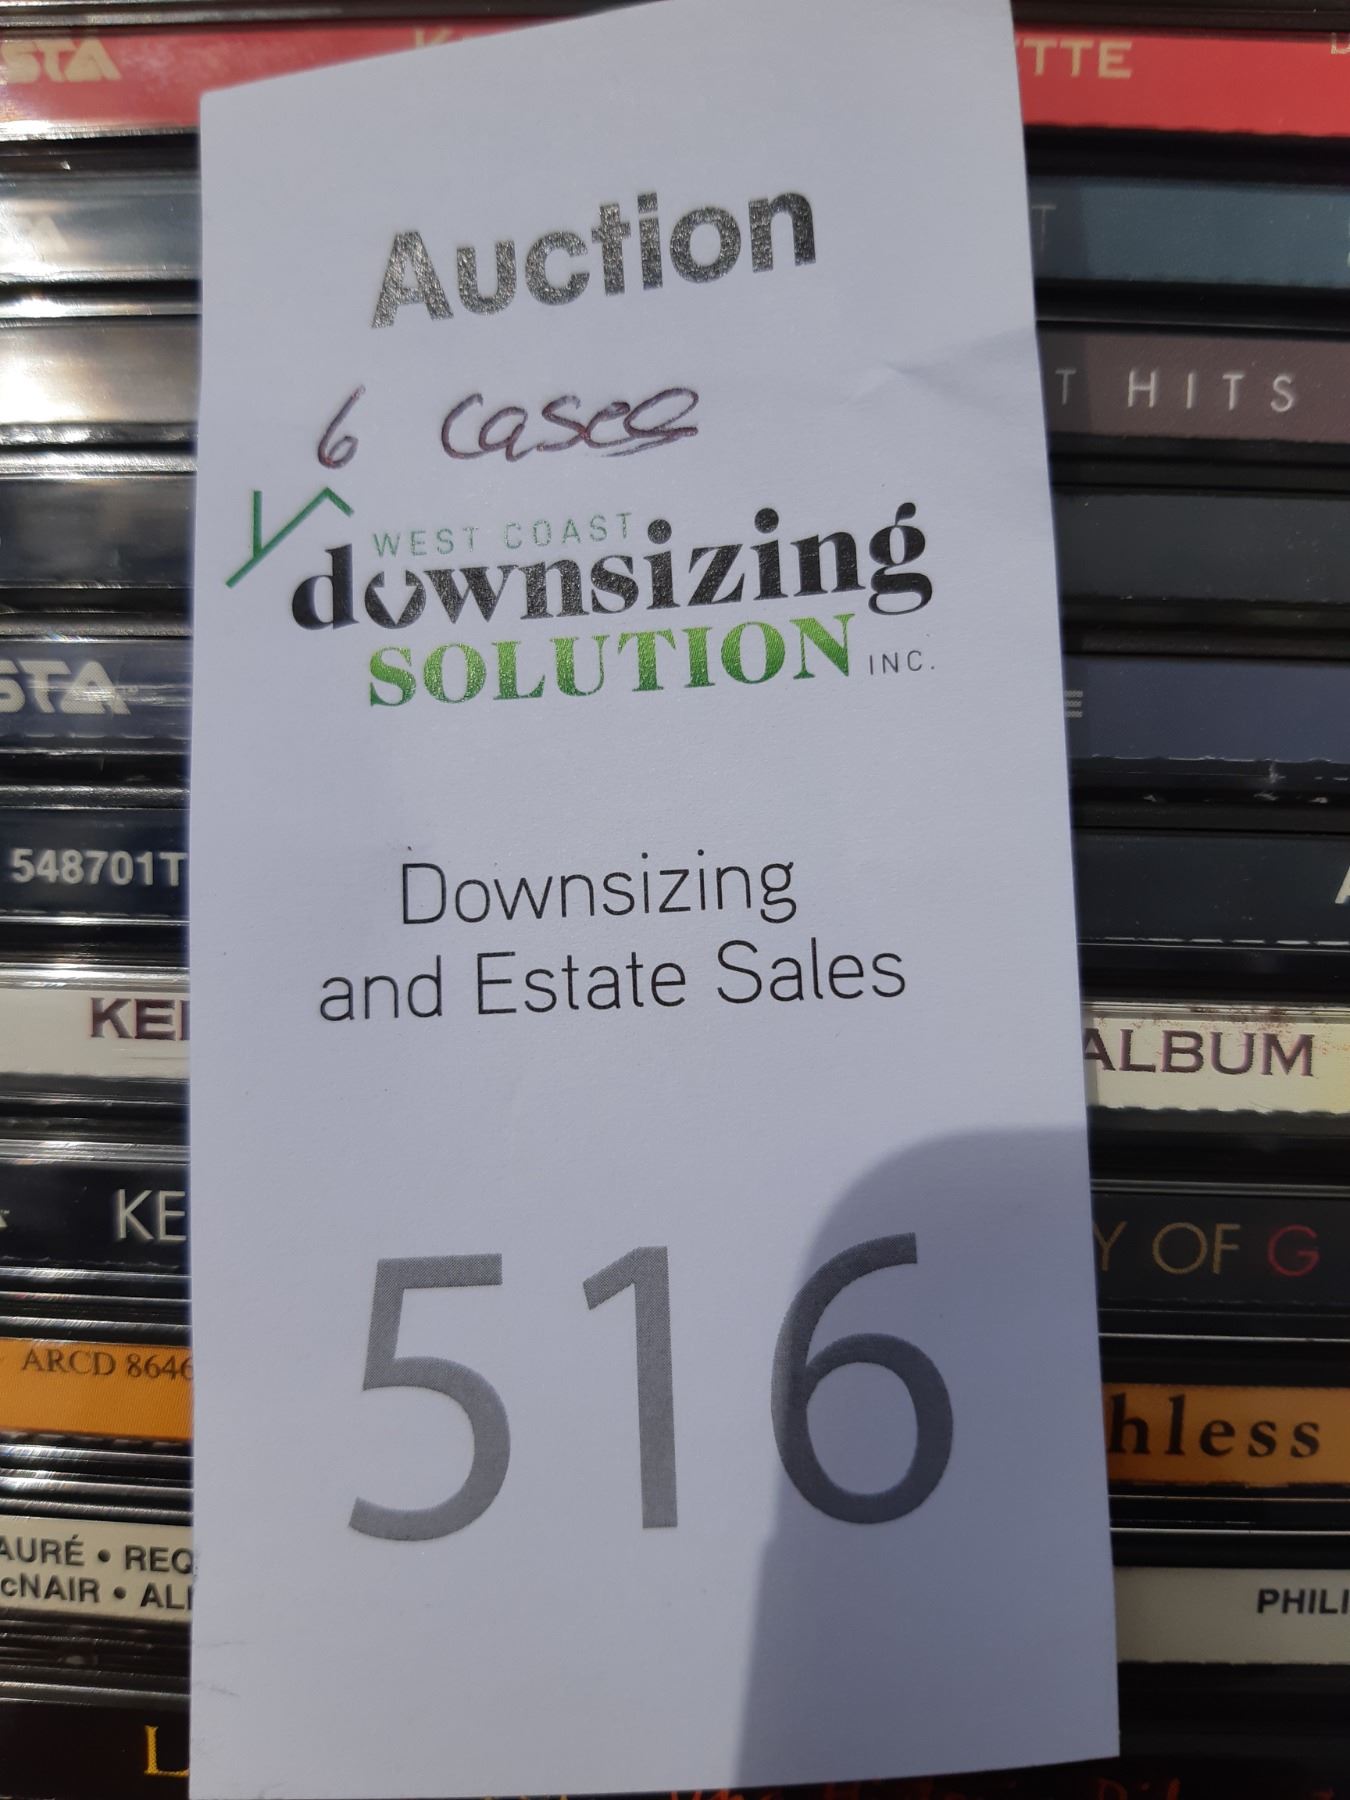 STA K TTE
Auction
T
T HITS
6 cases
WEST COAST
downsizing
SOLUTION INC.
STA
548701T
Downsizing
and Estate Sales
KE ALBUM
KE Y OF G
516
ARCD 8646
hless
AURÉ • REQ
cNAIR • AL
PHILI
L